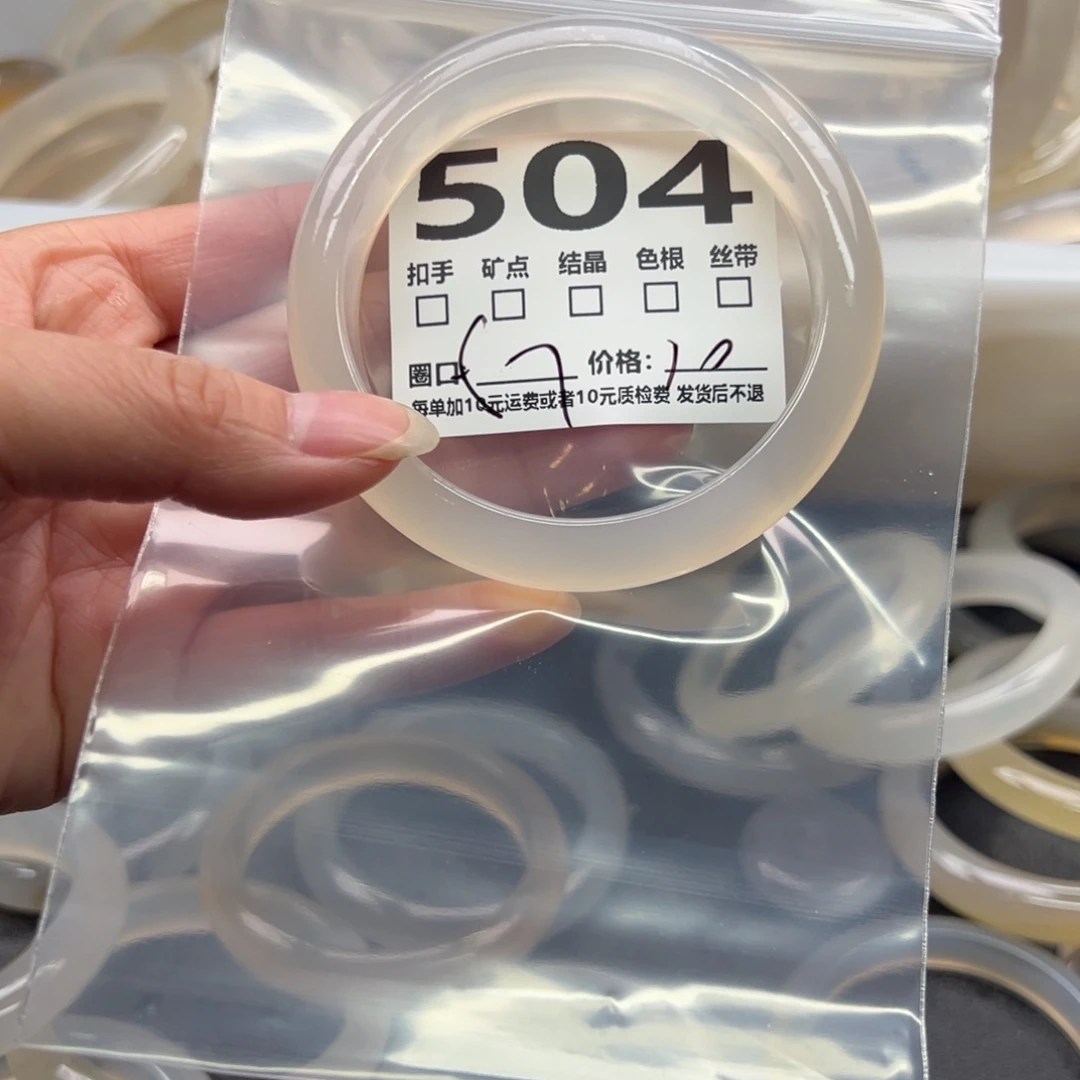 504
扣手 矿点 结晶 色根 丝带
圈口 价格:
每单加10元运费或者10元质检费 发货后不退